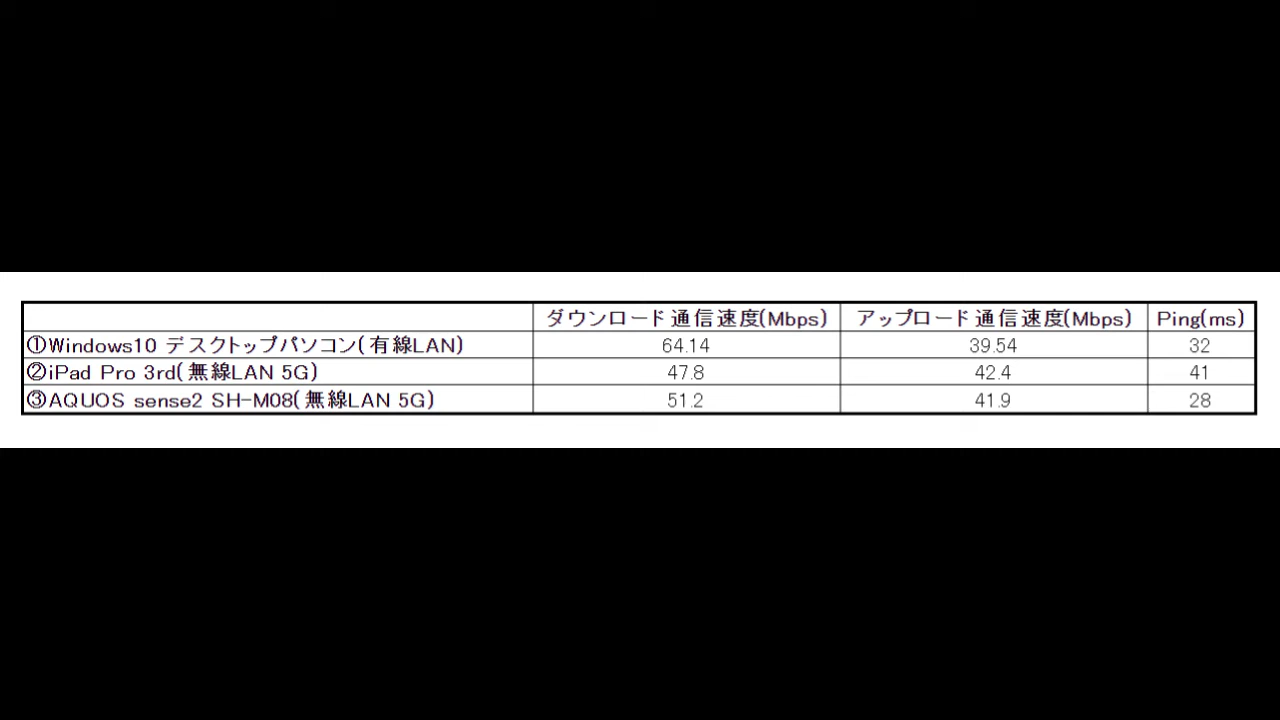 ダウンロード通信速度(Mbps) アップロード通信速度(Mbps) Ping(ms)
①Windows10 デスクトップパソコン(有線LAN) 64.14 39.54 32
②iPad Pro 3rd(無線LAN 5G) 47.8 42.4 41
③AQUOS sense2 SH-M08(無線LAN 5G) 51.2 41.9 28